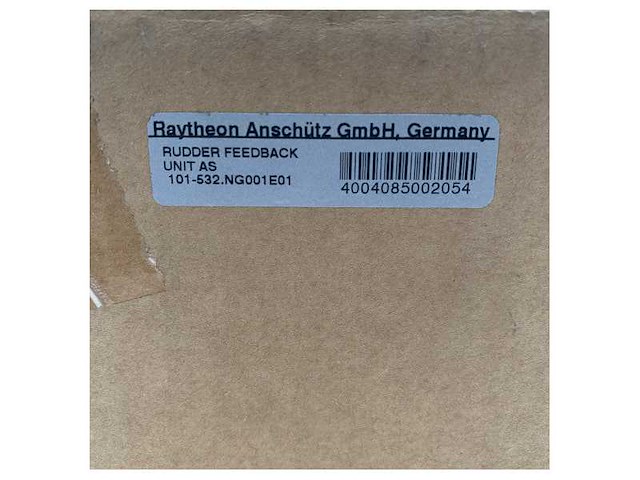 Raytheon Anschütz GmbH, Germany
RUDDER FEEDBACK
UNIT AS
101-532.NG001E01
4004085002054